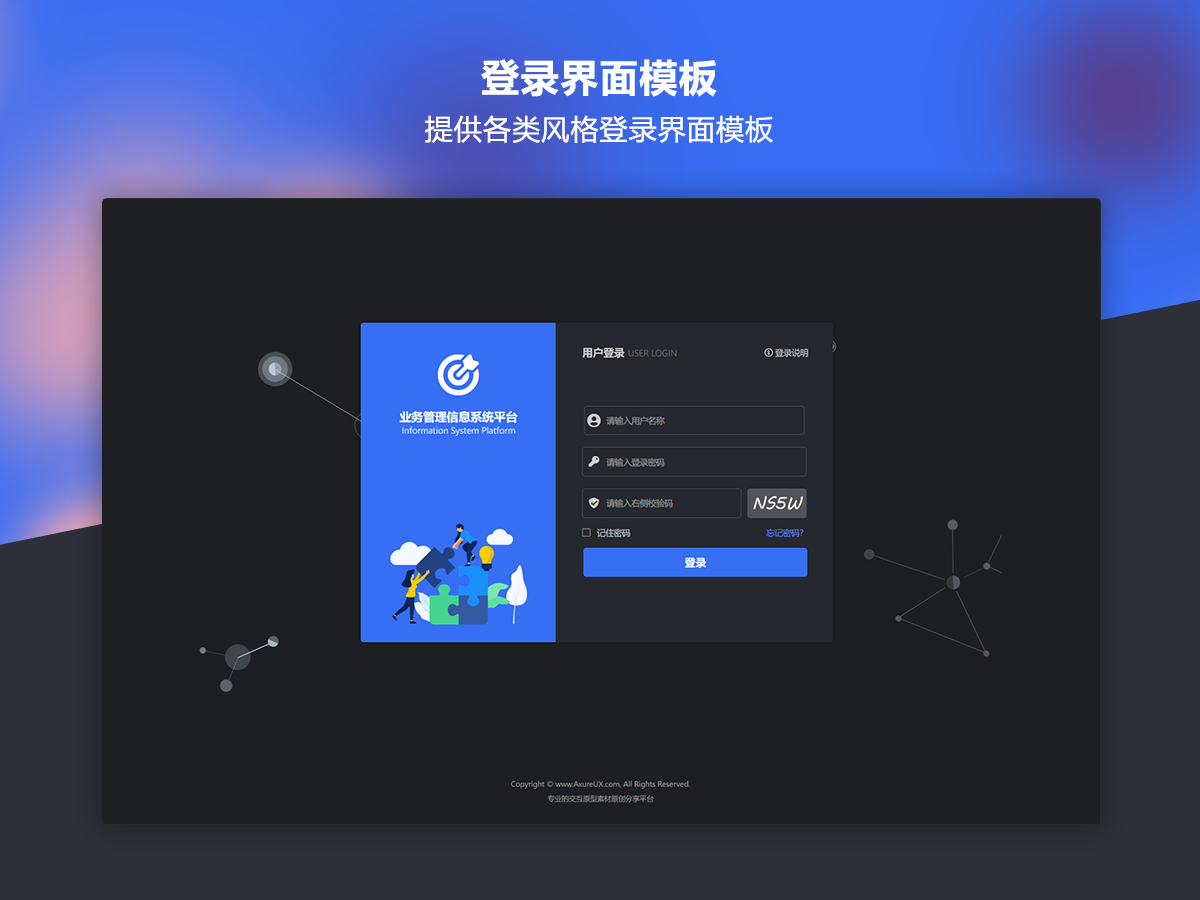 登录界面模板
提供各类风格登录界面模板
业务管理信息系统平台
Information System Platform
用户登录 USER LOGIN
登录说明
请输入用户名称
请输入登录密码
请输入右侧校验码
NS5W
记住密码
忘记密码?
登录
Copyright © www.AxureUX.com, All Rights Reserved.
专业的交互原型素材原创分享平台